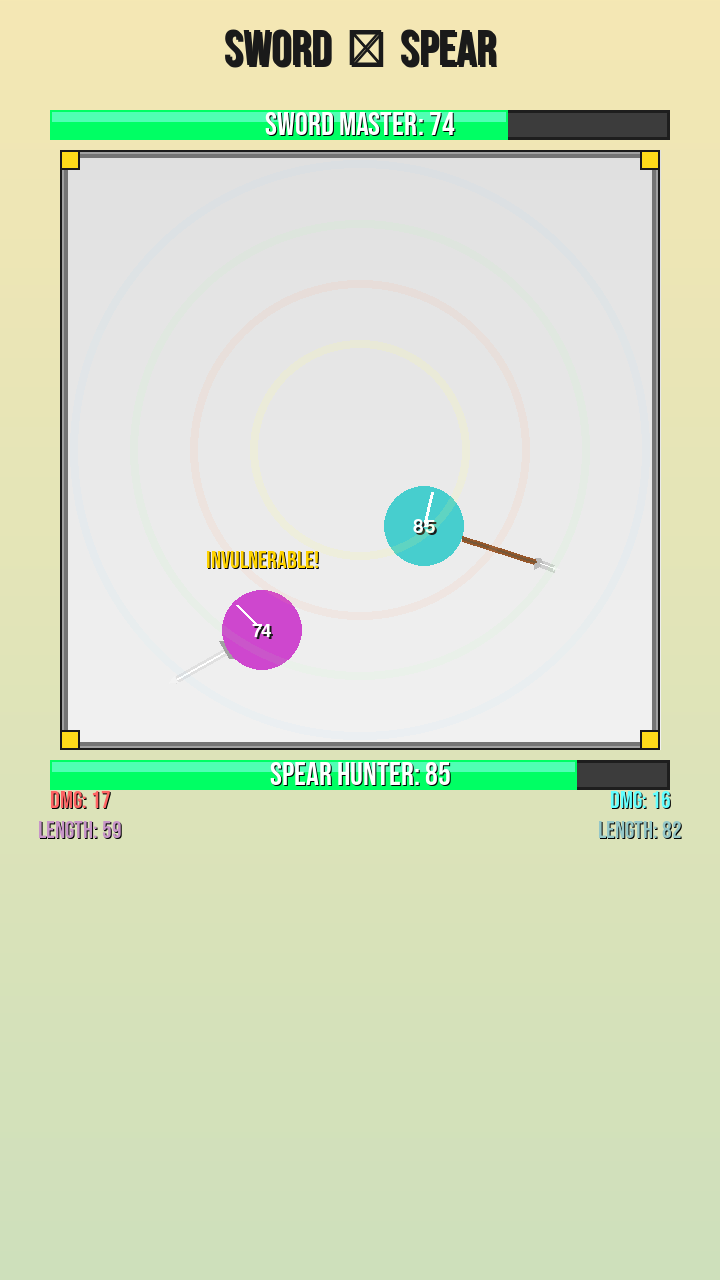 SWORD ☒ SPEAR
SWORD MASTER: 74
85
INVULNERABLE!
74
SPEAR HUNTER: 85
DMG: 17
DMG: 16
LENGTH: 59
LENGTH: 82